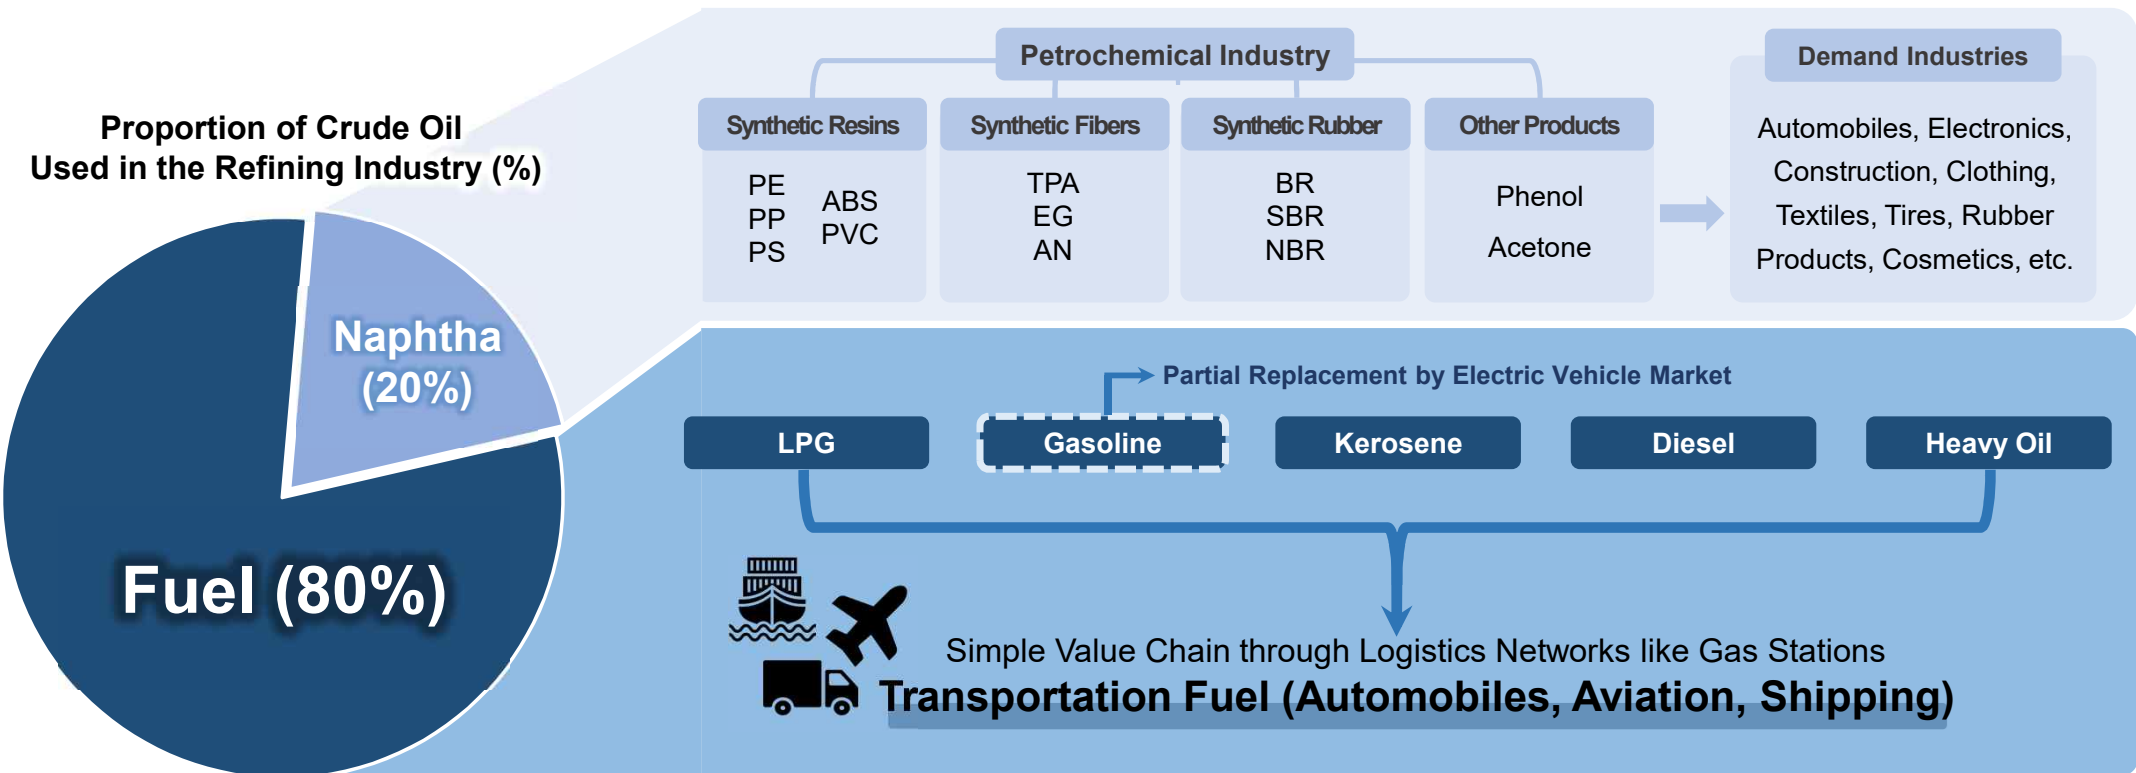 Proportion of Crude Oil
Used in the Refining Industry (%)
Naphtha
(20%)
Fuel (80%)
Petrochemical Industry
Synthetic Resins
PE
PP
PS
ABS
PVC
Synthetic Fibers
TPA
EG
AN
Synthetic Rubber
BR
SBR
NBR
Other Products
Phenol
Acetone
Demand Industries
Automobiles, Electronics,
Construction, Clothing,
Textiles, Tires, Rubber
Products, Cosmetics, etc.
Partial Replacement by Electric Vehicle Market
LPG
Gasoline
Kerosene
Diesel
Heavy Oil
Simple Value Chain through Logistics Networks like Gas Stations
Transportation Fuel (Automobiles, Aviation, Shipping)